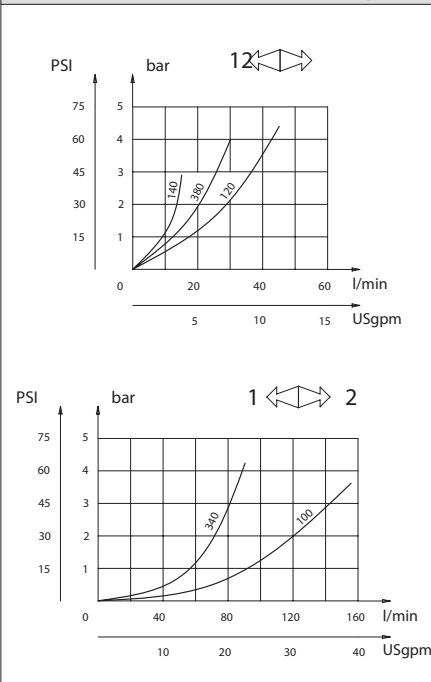 PSI bar 12
75 5
60 4
45 3
30 2
15 1
140 380 120
0 20 40 60 l/min
5 10 15 USgpm
PSI bar 1 2
75 5
60 4
45 3
30 2
15 1
340 100
0 40 80 120 160 l/min
10 20 30 40 USgpm